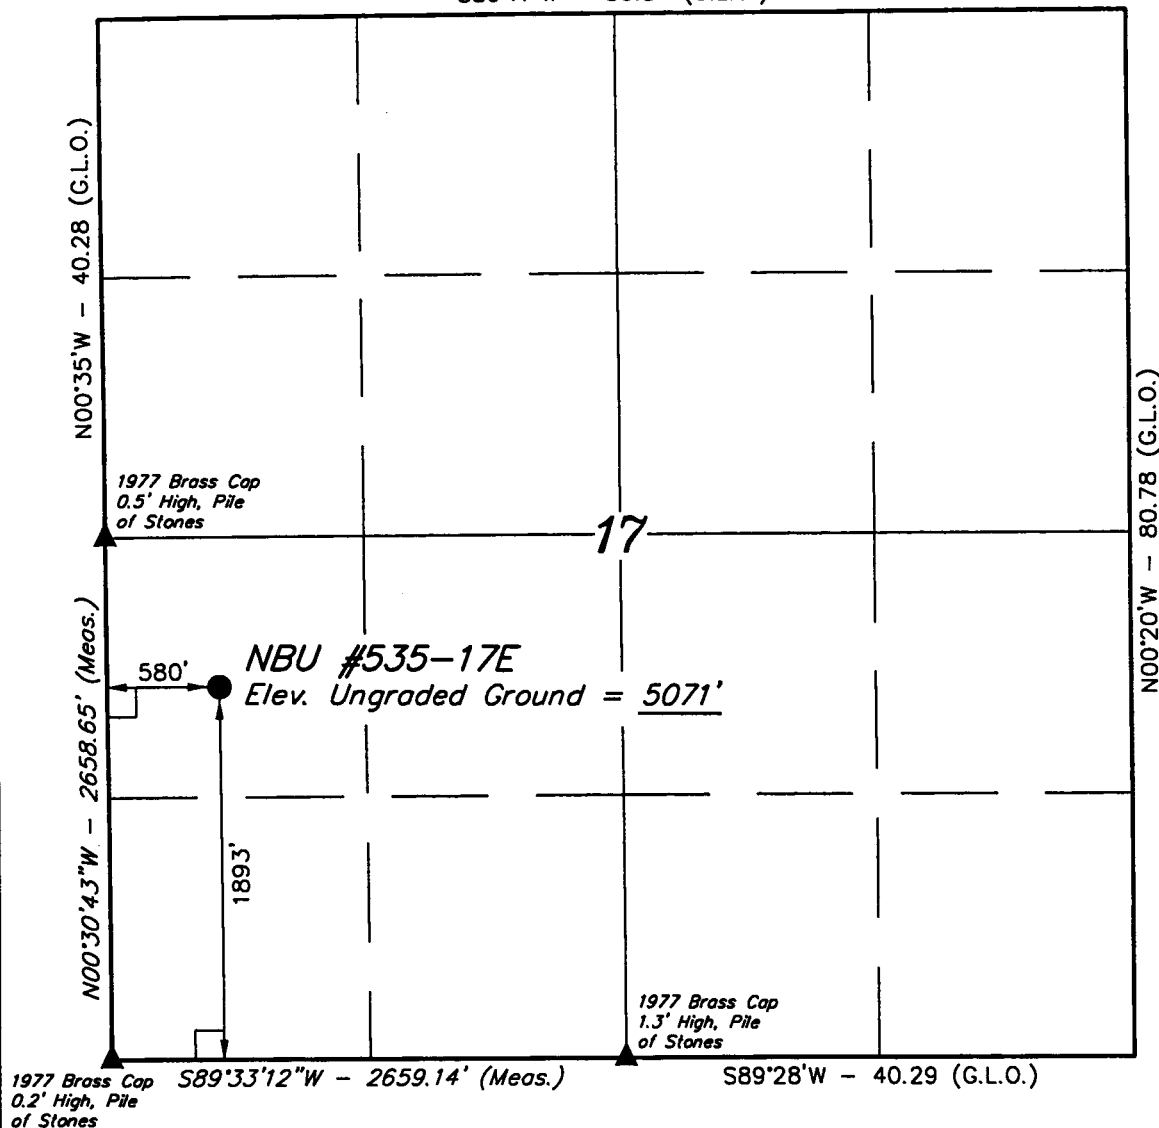 N00°35'W – 40.28 (G.L.O.)
1977 Brass Cap
0.5' High, Pile
of Stones
17
N00°20'W – 80.78 (G.L.O.)
N00°30'43"W – 2658.65' (Meas.)
580'
NBU #535-17E
Elev. Ungraded Ground = 5071'
1893'
1977 Brass Cap
1.3' High, Pile
of Stones
1977 Brass Cap
0.2' High, Pile
of Stones
S89°33'12"W – 2659.14' (Meas.)
S89°28'W – 40.29 (G.L.O.)